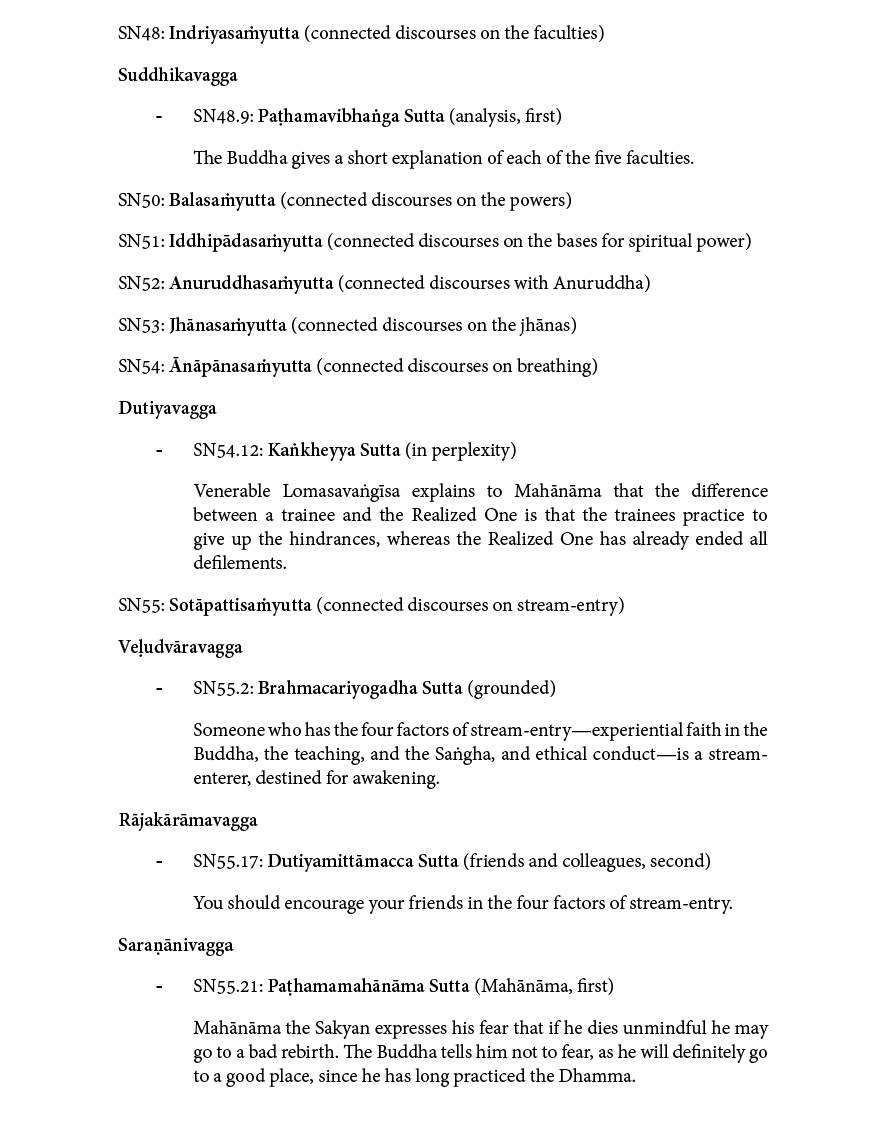 SN48: Indriyasaṁyutta (connected discourses on the faculties)
Suddhikavagga
- SN48.9: Paṭhamavibhaṅga Sutta (analysis, first)
The Buddha gives a short explanation of each of the five faculties.
SN50: Balasaṁyutta (connected discourses on the powers)
SN51: Iddhipādasaṁyutta (connected discourses on the bases for spiritual power)
SN52: Anuruddhasaṁyutta (connected discourses with Anuruddha)
SN53: Jhānasaṁyutta (connected discourses on the jhānas)
SN54: Ānāpānasaṁyutta (connected discourses on breathing)
Dutiyavagga
- SN54.12: Kaṅkheyya Sutta (in perplexity)
Venerable Lomasavaṅgīsa explains to Mahānāma that the difference
between a trainee and the Realized One is that the trainees practice to
give up the hindrances, whereas the Realized One has already ended all
defilements.
SN55: Sotāpattisaṁyutta (connected discourses on stream-entry)
Veḷudvāravagga
- SN55.2: Brahmacariyogadha Sutta (grounded)
Someone who has the four factors of stream-entry—experiential faith in the
Buddha, the teaching, and the Saṅgha, and ethical conduct—is a stream-
enterer, destined for awakening.
Rājakārāmavagga
- SN55.17: Dutiyamittāmacca Sutta (friends and colleagues, second)
You should encourage your friends in the four factors of stream-entry.
Saraṇānivagga
- SN55.21: Paṭhamamahānāma Sutta (Mahānāma, first)
Mahānāma the Sakyan expresses his fear that if he dies unmindful he may
go to a bad rebirth. The Buddha tells him not to fear, as he will definitely go
to a good place, since he has long practiced the Dhamma.